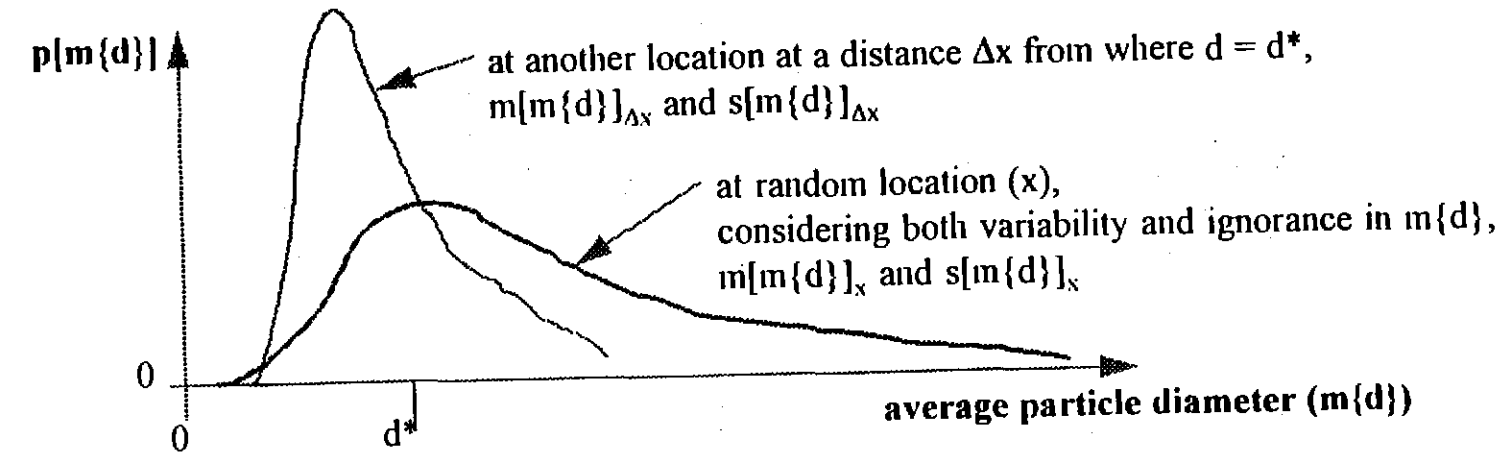 p[m{d}]
at another location at a distance Δx from where d = d*,
m[m{d}]Δx and s[m{d}]Δx
at random location (x),
considering both variability and ignorance in m{d},
m[m{d}]x and s[m{d}]x
0
average particle diameter (m{d})
0
d*